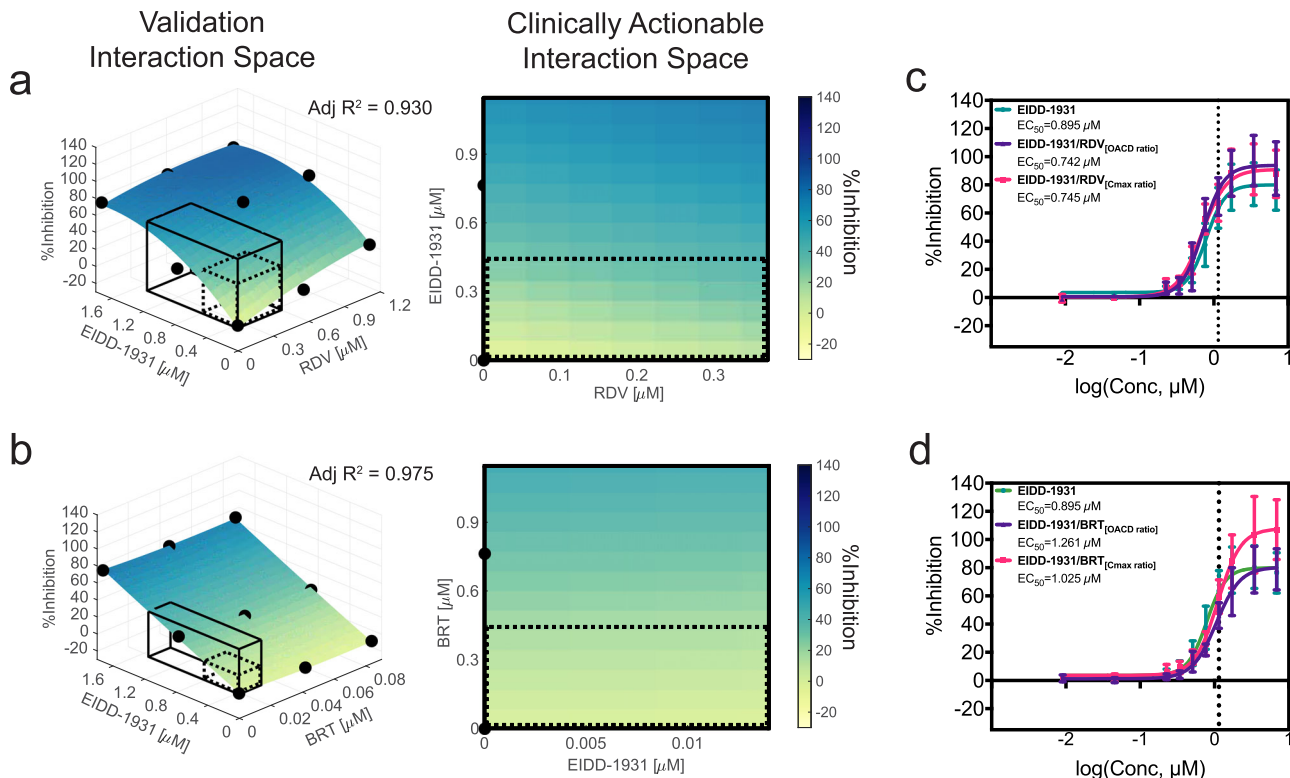 Validation
Interaction Space
Clinically Actionable
Interaction Space
a
Adj R² = 0.930
140
120
100
80
60
40
20
0
-20
%Inhibition
1.6
1.2
0.8
0.4
0
EIDD-1931 [µM]
0
0.3
0.6
0.9
1.2
RDV [µM]
0.9
0.6
0.3
0
EIDD-1931 [µM]
0
0.1
0.2
0.3
RDV [µM]
140
120
100
80
60
40
20
0
-20
%Inhibition
c
140
120
100
80
60
40
20
0
-20
%Inhibition
EIDD-1931
EC50=0.895 µM
EIDD-1931/RDV[OACD ratio]
EC50=0.742 µM
EIDD-1931/RDV[Cmax ratio]
EC50=0.745 µM
-2
-1
0
1
log(Conc, µM)
b
Adj R² = 0.975
140
120
100
80
60
40
20
0
-20
%Inhibition
1.6
1.2
0.8
0.4
0
EIDD-1931 [µM]
0
0.02
0.04
0.06
0.08
BRT [µM]
0.9
0.6
0.3
0
BRT [µM]
0
0.005
0.01
EIDD-1931 [µM]
140
120
100
80
60
40
20
0
-20
%Inhibition
d
140
120
100
80
60
40
20
0
-20
%Inhibition
EIDD-1931
EC50=0.895 µM
EIDD-1931/BRT[OACD ratio]
EC50=1.261 µM
EIDD-1931/BRT[Cmax ratio]
EC50=1.025 µM
-2
-1
0
1
log(Conc, µM)